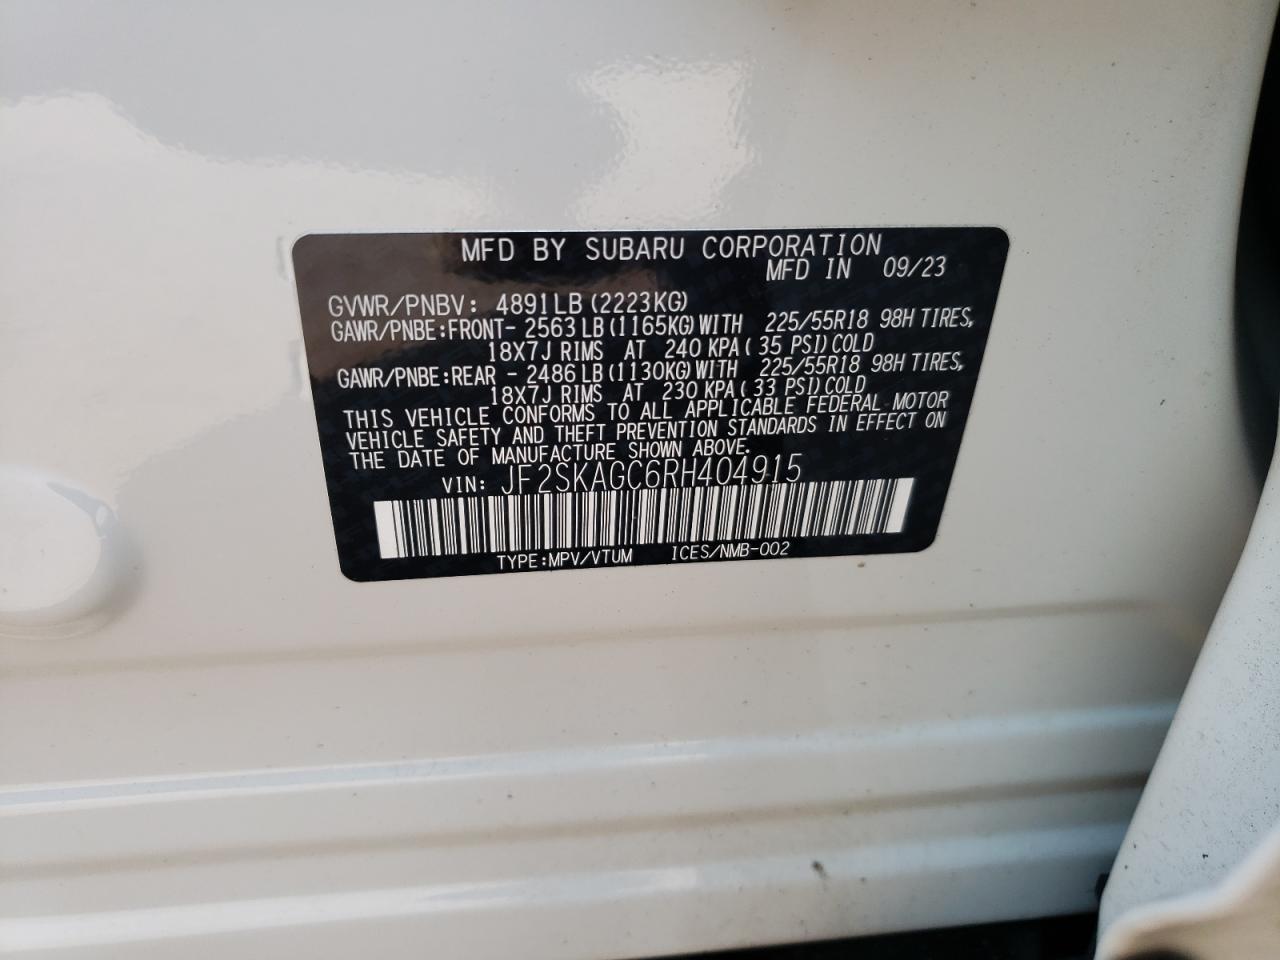 MFD BY SUBARU CORPORATION
MFD IN 09/23
GVWR/PNBV: 4891LB (2223KG)
GAWR/PNBE:FRONT- 2563LB (1165KG) WITH 225/55R18 98H TIRES,
18X7J RIMS AT 240 KPA( 35 PSI) COLD
GAWR/PNBE:REAR - 2486LB (1130KG) WITH 225/55R18 98H TIRES,
18X7J RIMS AT 230 KPA( 33 PSI) COLD
THIS VEHICLE CONFORMS TO ALL APPLICABLE FEDERAL MOTOR
VEHICLE SAFETY AND THEFT PREVENTION STANDARDS IN EFFECT ON
THE DATE OF MANUFACTURE SHOWN ABOVE.
VIN: JF2SKAGC6RH404915
TYPE:MPV/VTUM ICES/NMB-002